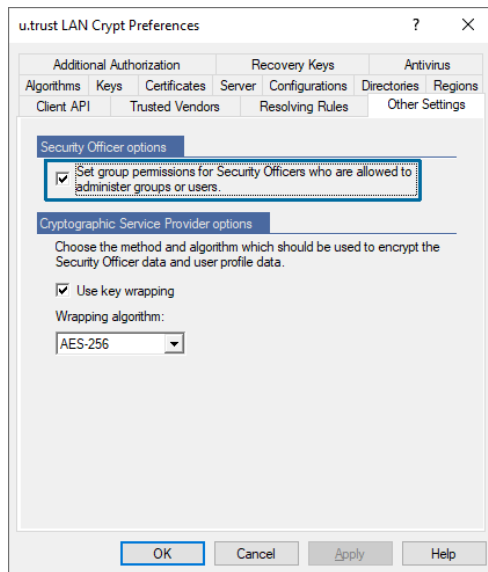 u.trust LAN Crypt Preferences
Additional Authorization Recovery Keys Antivirus
Algorithms Keys Certificates Server Configurations Directories Regions
Client API Trusted Vendors Resolving Rules Other Settings
Security Officer options
Set group permissions for Security Officers who are allowed to
administer groups or users.
Cryptographic Service Provider options
Choose the method and algorithm which should be used to encrypt the
Security Officer data and user profile data.
Use key wrapping
Wrapping algorithm:
AES-256
OK Cancel Apply Help